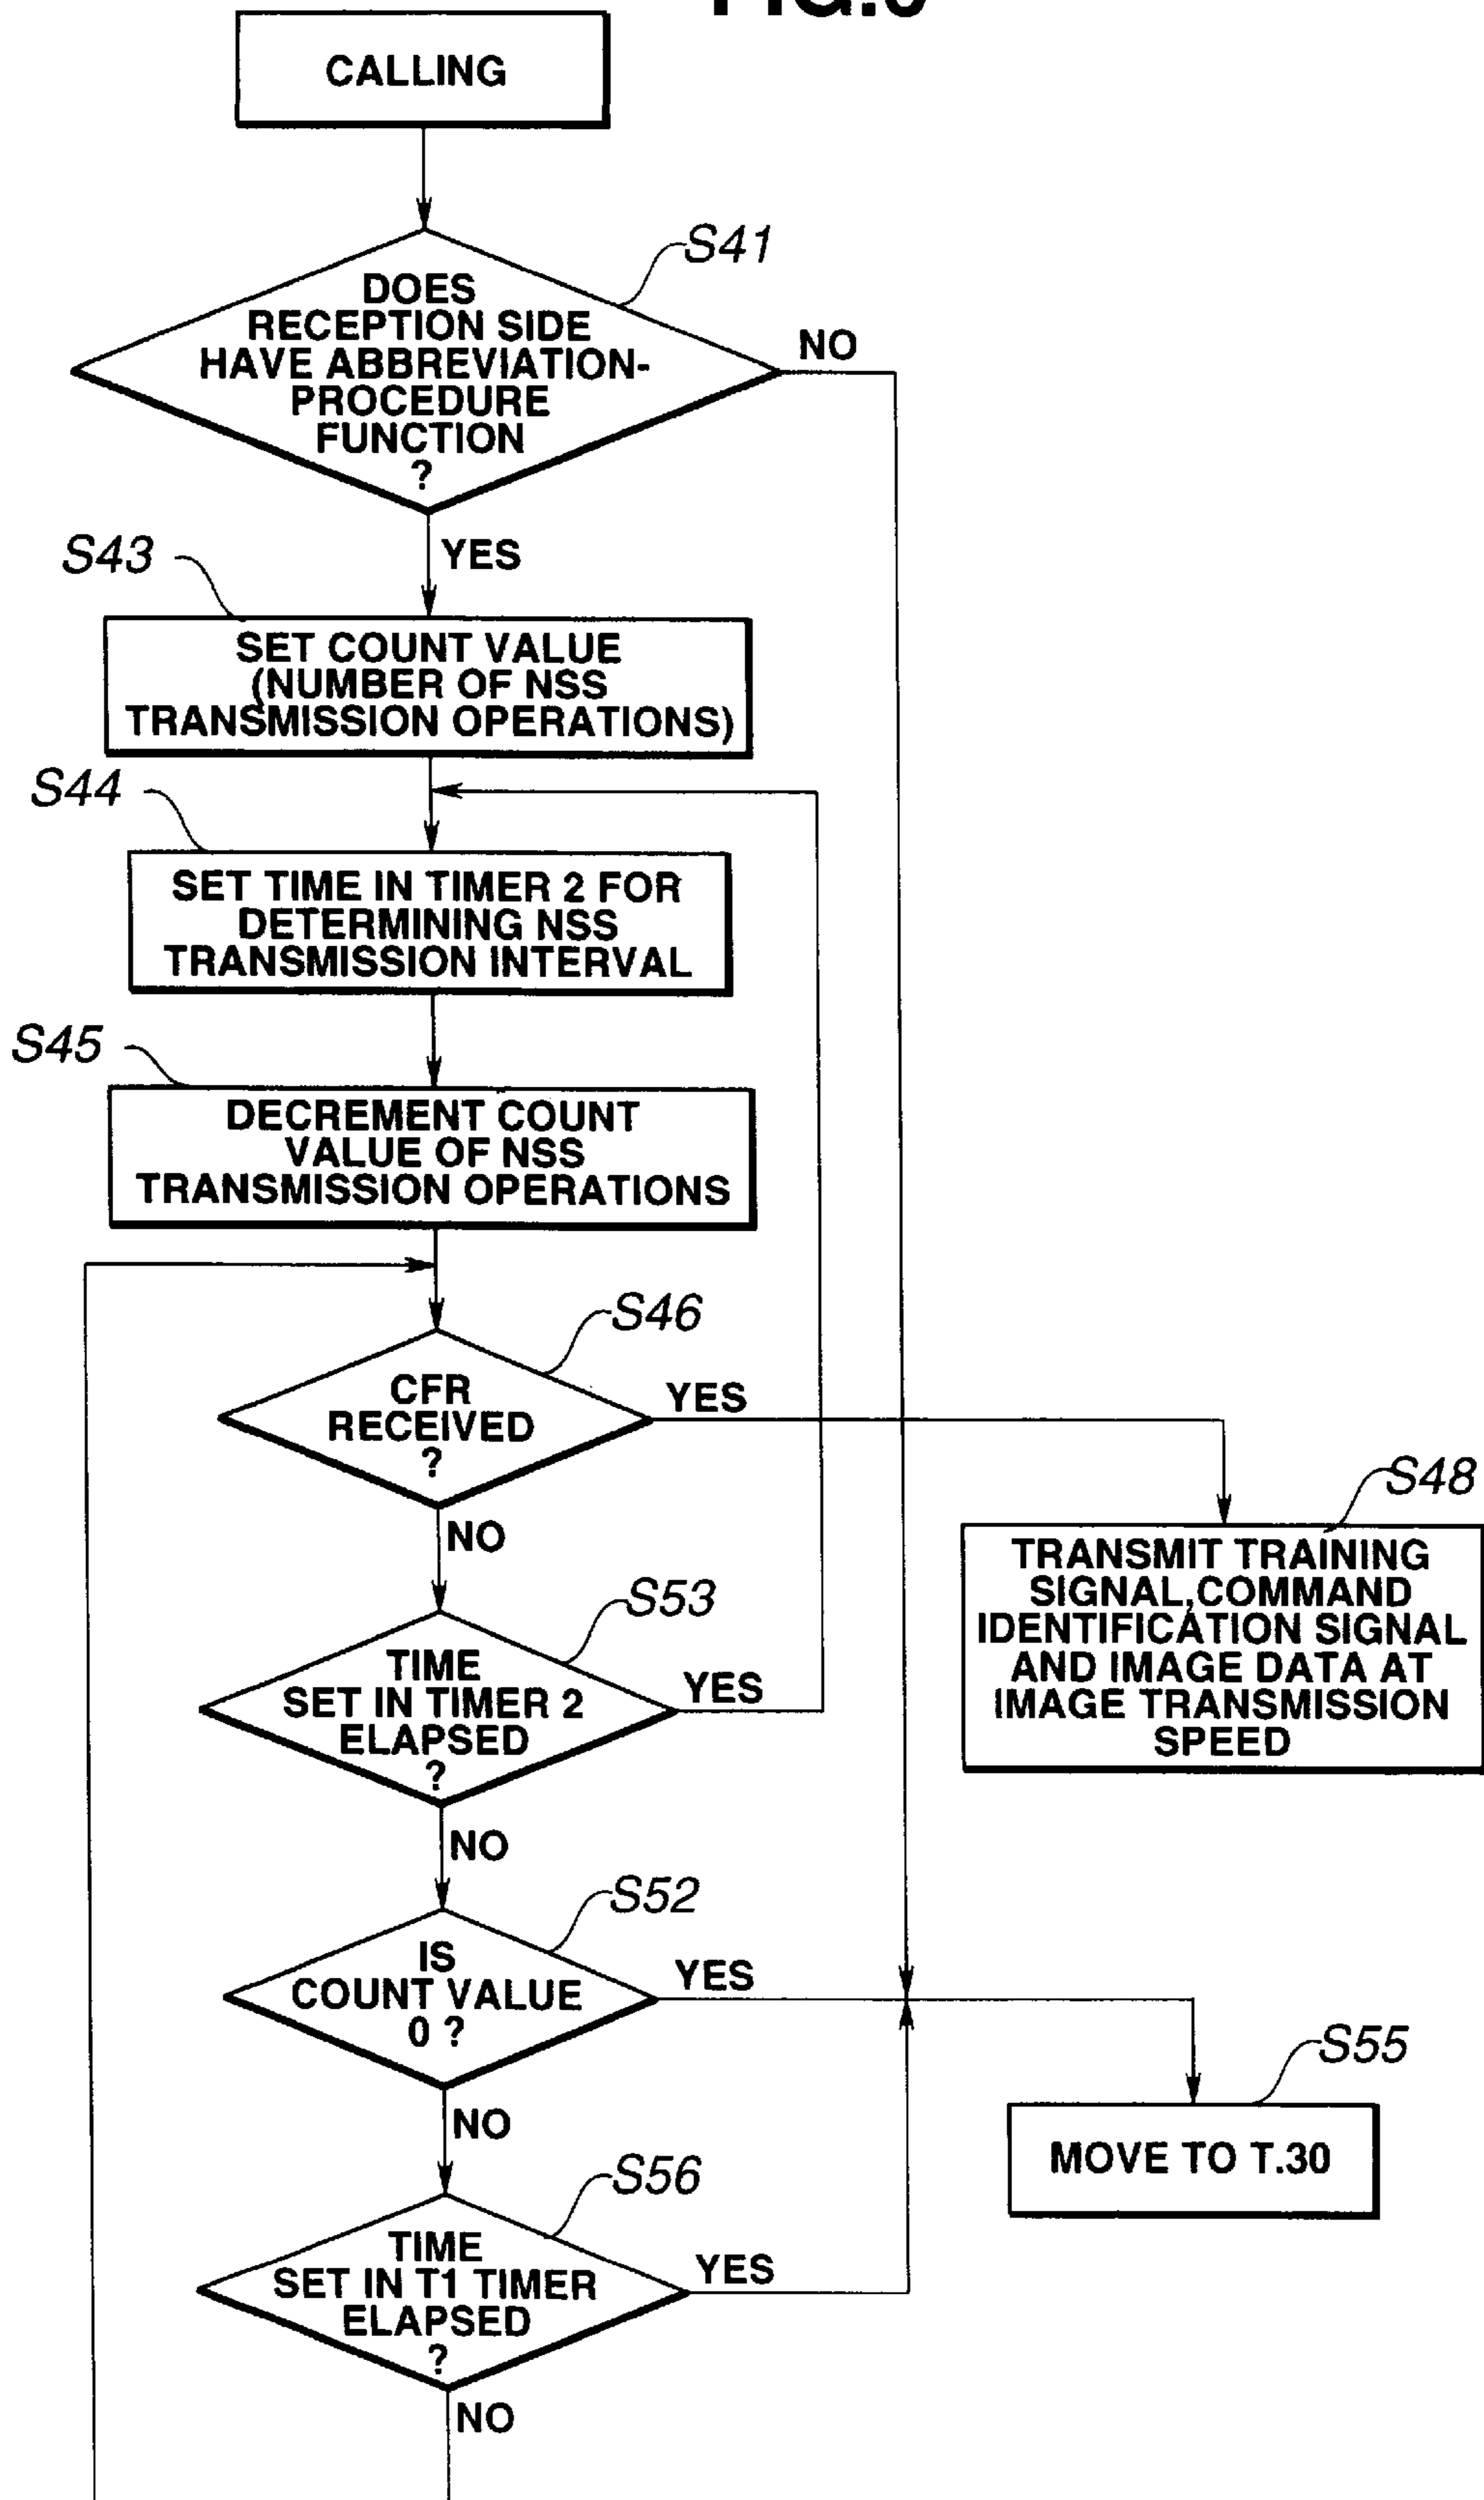 CALLING
S41
DOES
RECEPTION SIDE
HAVE ABBREVIATION-
PROCEDURE
FUNCTION
?
NO
YES
S43
SET COUNT VALUE
(NUMBER OF NSS
TRANSMISSION OPERATIONS)
S44
SET TIME IN TIMER 2 FOR
DETERMINING NSS
TRANSMISSION INTERVAL
S45
DECREMENT COUNT
VALUE OF NSS
TRANSMISSION OPERATIONS
S46
CFR
RECEIVED
?
YES
NO
S48
TRANSMIT TRAINING
SIGNAL,COMMAND
IDENTIFICATION SIGNAL
AND IMAGE DATA AT
IMAGE TRANSMISSION
SPEED
S53
TIME
SET IN TIMER 2
ELAPSED
?
YES
NO
S52
IS
COUNT VALUE
0 ?
YES
NO
S55
MOVE TO T.30
S56
TIME
SET IN T1 TIMER
ELAPSED
?
YES
NO